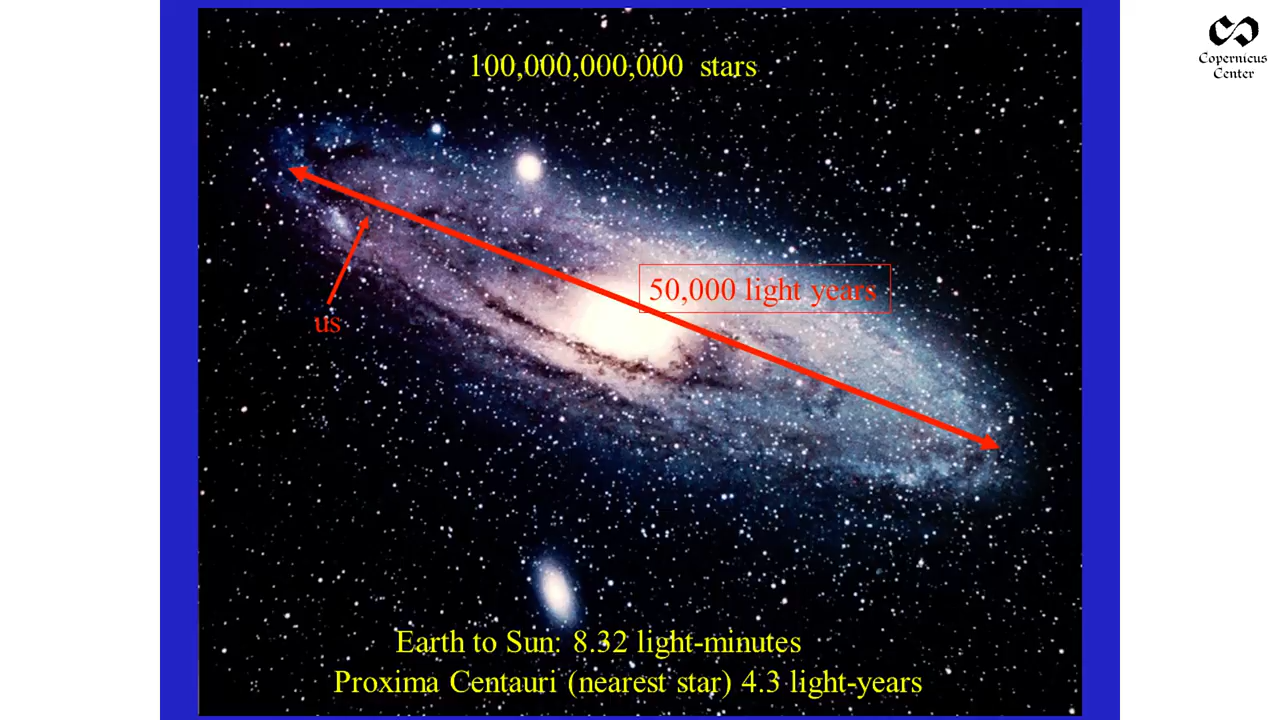 100,000,000,000 stars
Copernicus
Center
50,000 light years
us
Earth to Sun: 8.32 light-minutes
Proxima Centauri (nearest star) 4.3 light-years